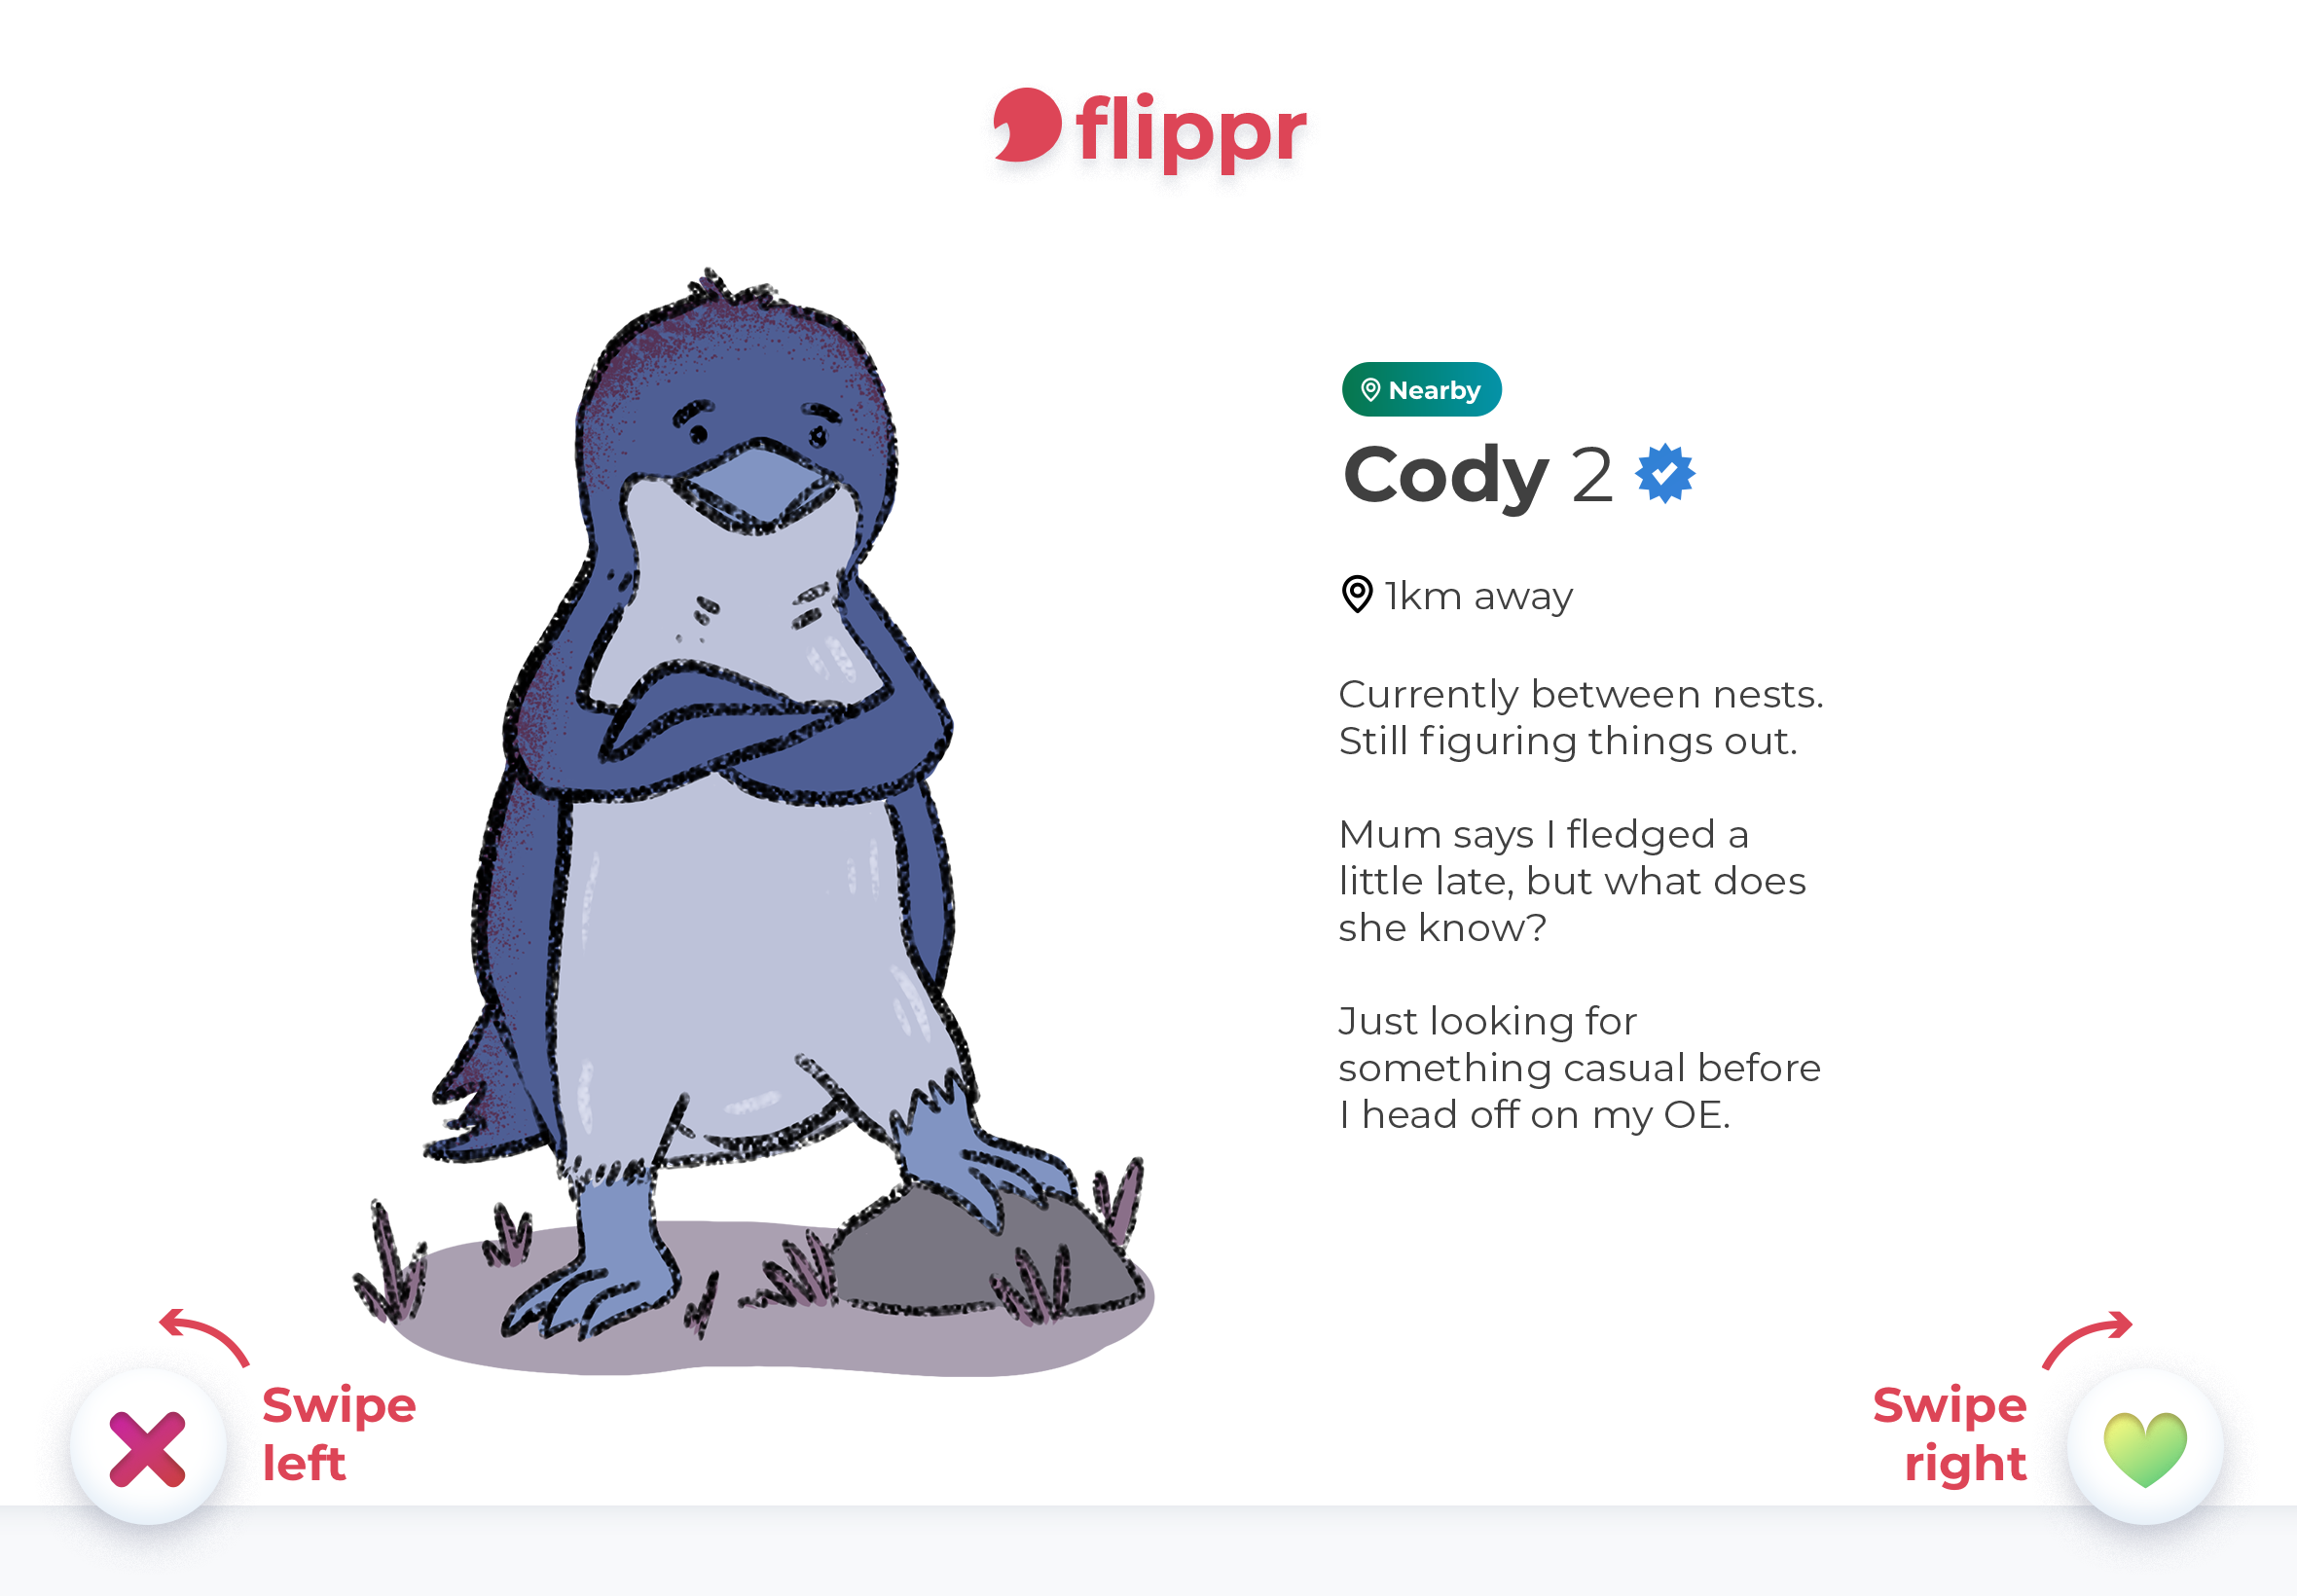 flippr
Nearby
Cody 2
1km away
Currently between nests.
Still figuring things out.
Mum says I fledged a
little late, but what does
she know?
Just looking for
something casual before
I head off on my OE.
Swipe
left
Swipe
right